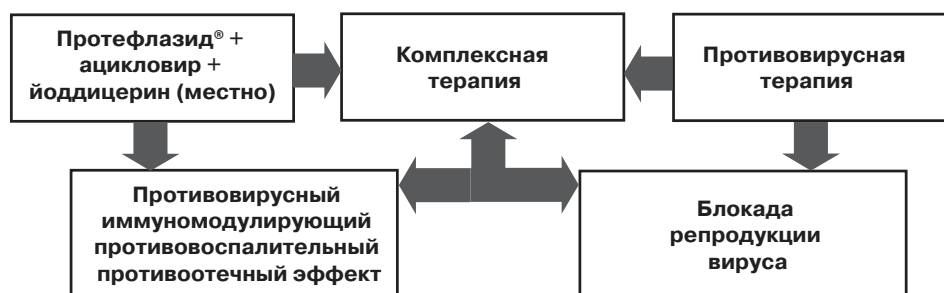 Протефлазид® +
ацикловир +
йоддицерин (местно)
Комплексная
терапия
Противовирусная
терапия
Противовирусный
иммуномодулирующий
противовоспалительный
противоотечный эффект
Блокада
репродукции
вируса